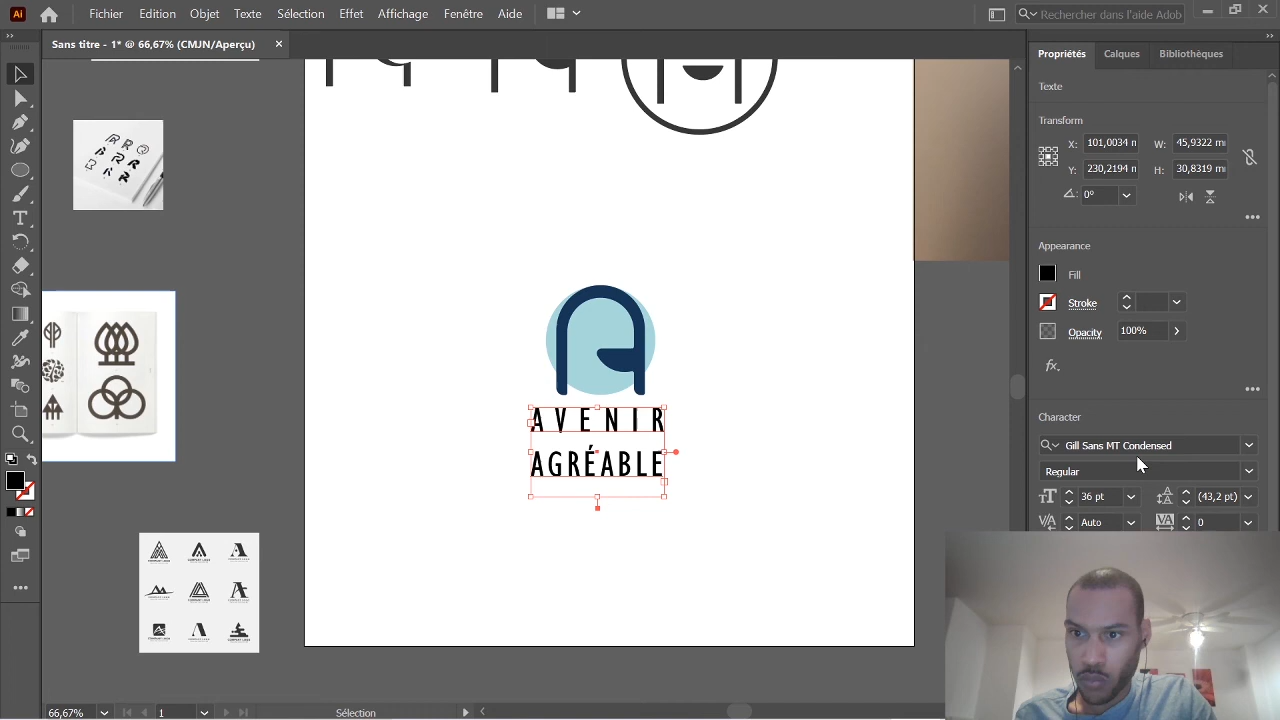 Ai Fichier Edition Objet Texte Sélection Effet Affichage Fenêtre Aide Rechercher dans l'aide Adob
Sans titre - 1* @ 66,67% (CMJN/Aperçu) ×
Propriétés Calques Bibliothèques
Texte
Transform
X: 101,0034 m W: 45,9322 m
Y: 230,2194 m H: 30,8319 m
0°
Appearance
Fill
Stroke
Opacity 100%
fx.
Character
Gill Sans MT Condensed
Regular
36 pt (43,2 pt)
Auto 0
AVENIR
AGRÉABLE
66,67% 1 Sélection